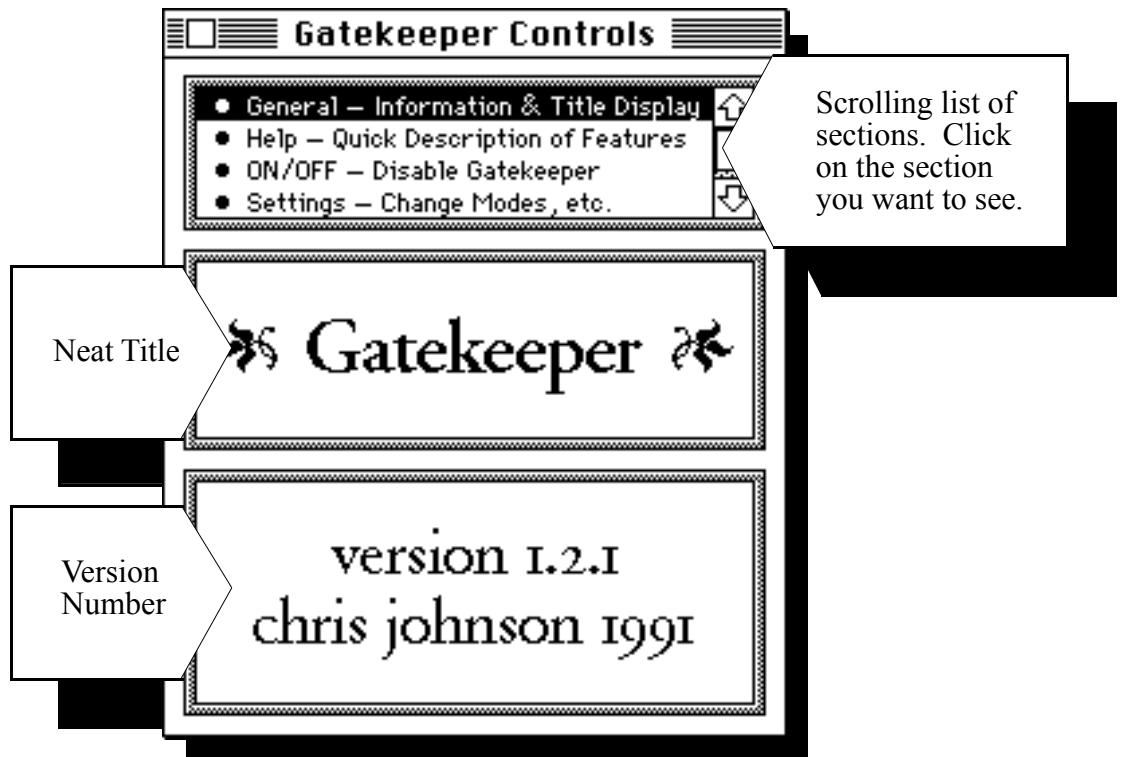 Gatekeeper Controls
● General – Information & Title Display
● Help – Quick Description of Features
● ON/OFF – Disable Gatekeeper
● Settings – Change Modes, etc.
Scrolling list of
sections. Click
on the section
you want to see.
Neat Title
Gatekeeper
Version
Number
version 1.2.1
chris johnson 1991